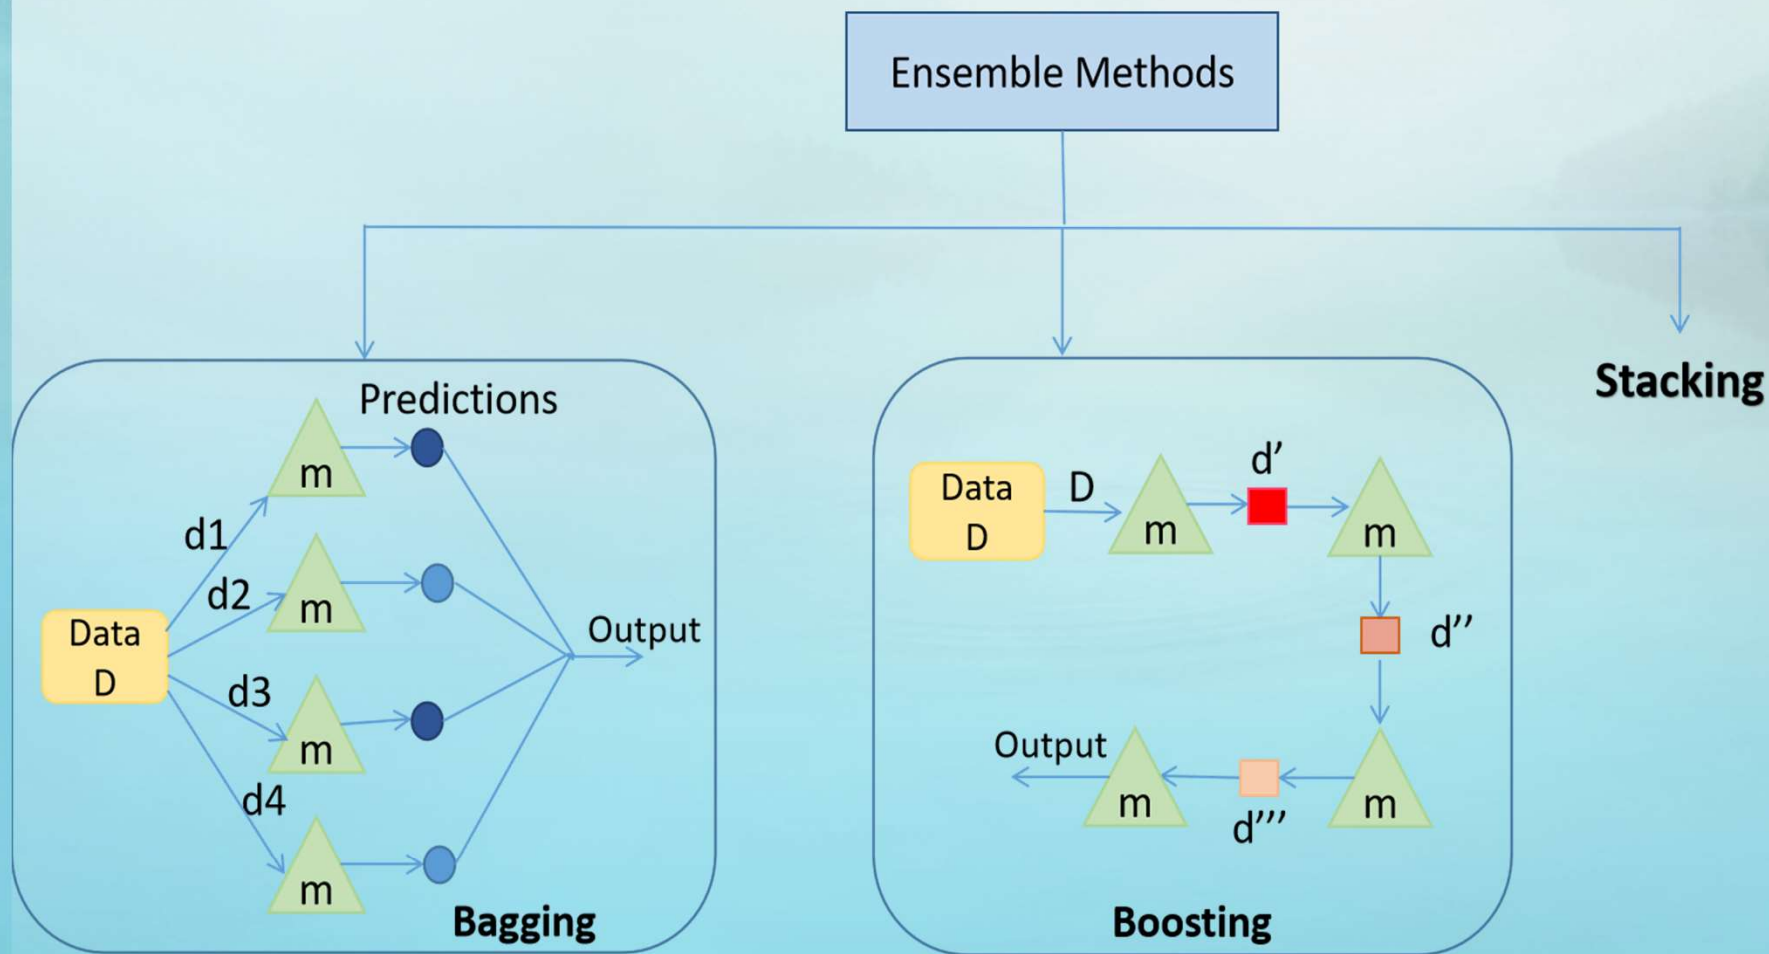 Ensemble Methods
Predictions
m
d1
m
d2
Data
D
Output
d3
m
d4
m
Bagging
Data
D
D
m
d'
m
d''
Output
m
d'''
m
Boosting
Stacking